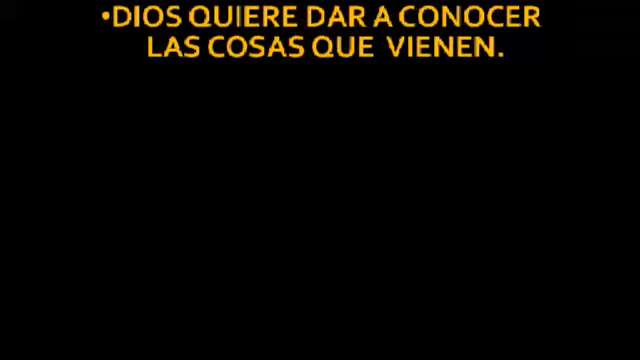 •DIOS QUIERE DAR A CONOCER
LAS COSAS QUE VIENEN.